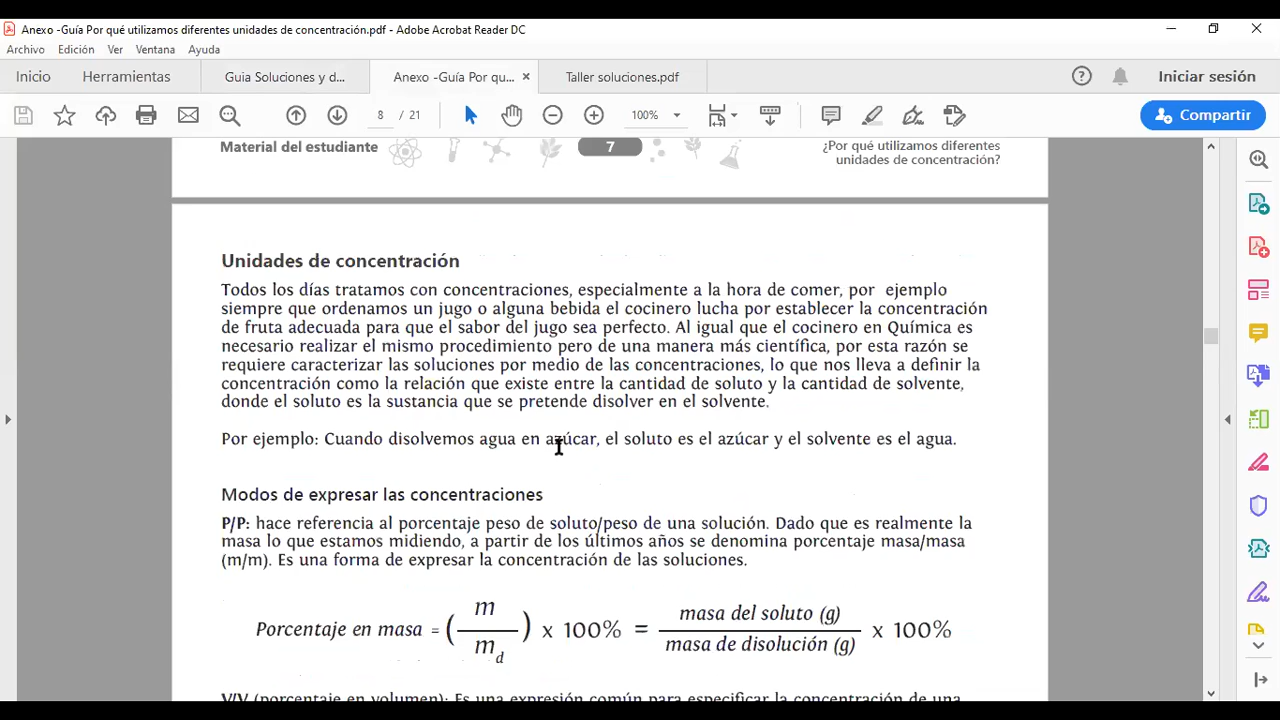 Anexo -Guía Por qué utilizamos diferentes unidades de concentración.pdf - Adobe Acrobat Reader DC
Archivo Edición Ver Ventana Ayuda
Inicio Herramientas Guia Soluciones y d... Anexo -Guía Por qu... × Taller soluciones.pdf Iniciar sesión
8 / 21 100% Compartir
Material del estudiante 7 ¿Por qué utilizamos diferentes
unidades de concentración?
Unidades de concentración
Todos los días tratamos con concentraciones, especialmente a la hora de comer, por ejemplo
siempre que ordenamos un jugo o alguna bebida el cocinero lucha por establecer la concentración
de fruta adecuada para que el sabor del jugo sea perfecto. Al igual que el cocinero en Química es
necesario realizar el mismo procedimiento pero de una manera más científica, por esta razón se
requiere caracterizar las soluciones por medio de las concentraciones, lo que nos lleva a definir la
concentración como la relación que existe entre la cantidad de soluto y la cantidad de solvente,
donde el soluto es la sustancia que se pretende disolver en el solvente.
Por ejemplo: Cuando disolvemos agua en azúcar, el soluto es el azúcar y el solvente es el agua.
Modos de expresar las concentraciones
P/P: hace referencia al porcentaje peso de soluto/peso de una solución. Dado que es realmente la
masa lo que estamos midiendo, a partir de los últimos años se denomina porcentaje masa/masa
(m/m). Es una forma de expresar la concentración de las soluciones.
Porcentaje en masa = (m / m_d) x 100% = masa del soluto (g) / masa de disolución (g) x 100%
V/V (porcentaje en volumen): Es una expresión común para especificar la concentración de una